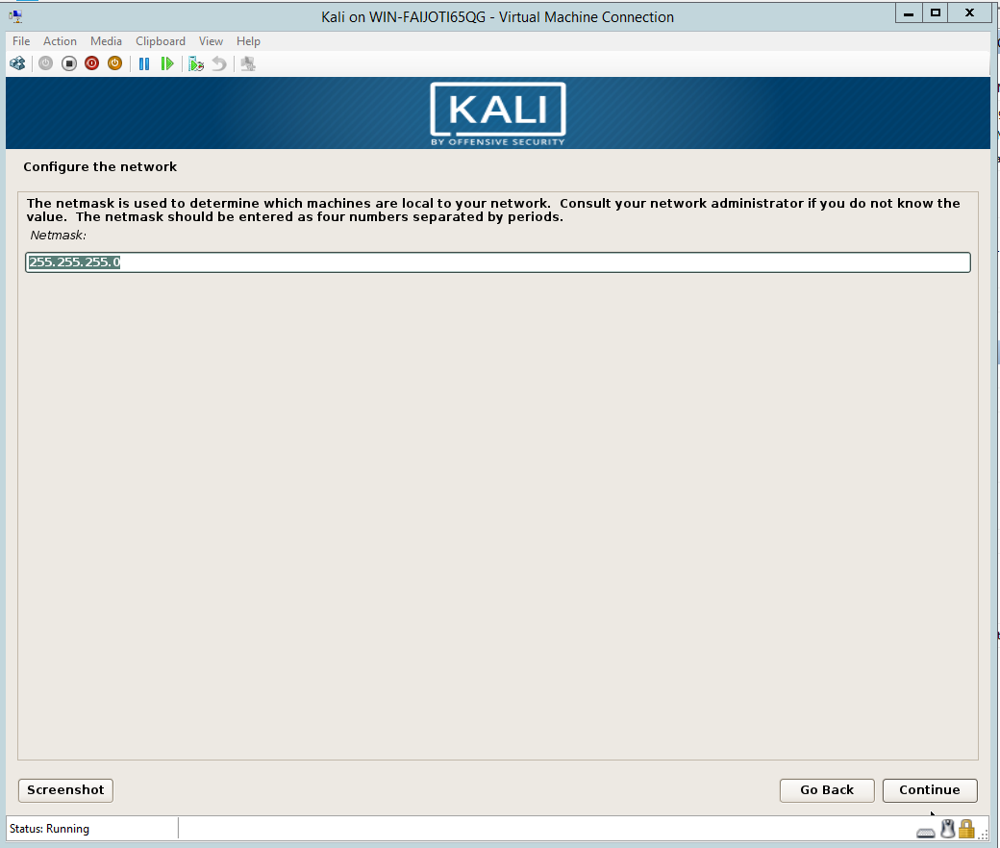 Kali on WIN-FAIJOTI65QG - Virtual Machine Connection
File Action Media Clipboard View Help
KALI
BY OFFENSIVE SECURITY
Configure the network
The netmask is used to determine which machines are local to your network.  Consult your network administrator if you do not know the
value.  The netmask should be entered as four numbers separated by periods.
Netmask:
255.255.255.0
Screenshot Go Back Continue
Status: Running